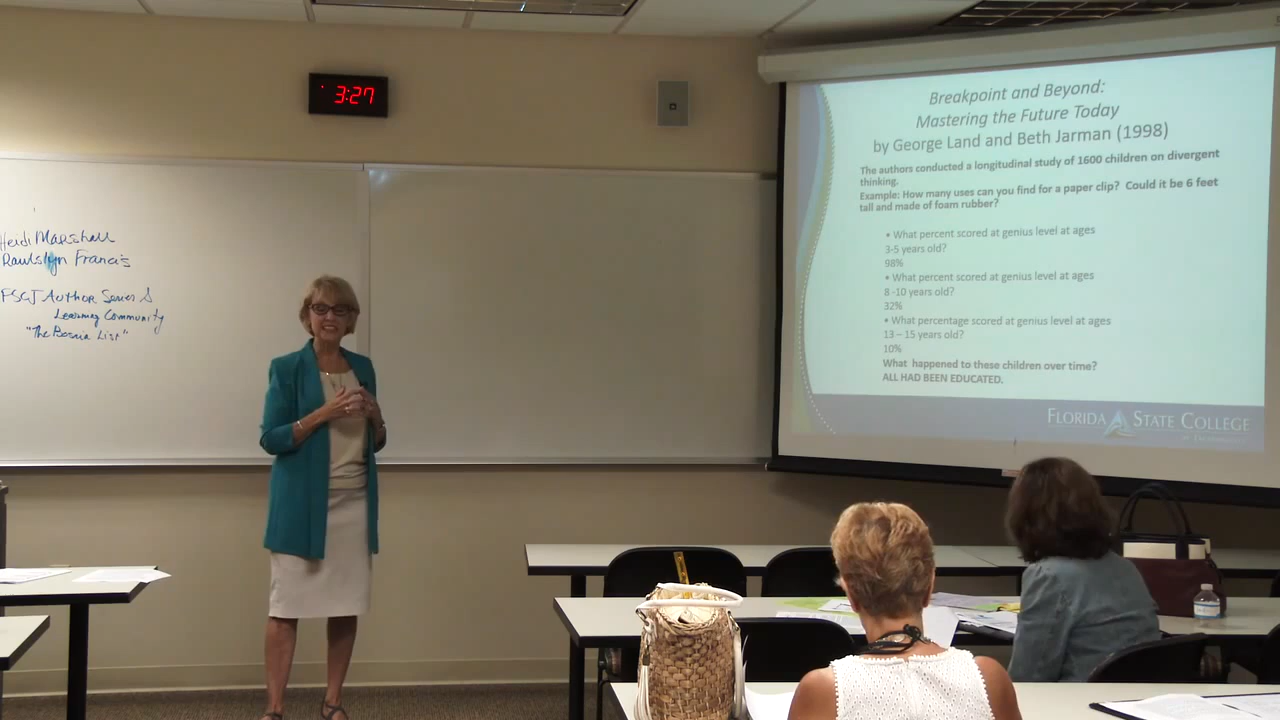 3:27
Heidi Marshall
Rawlslyn Francis
FSCJ Author Series &
Learning Community
"The Bosnia List"
Breakpoint and Beyond:
Mastering the Future Today
by George Land and Beth Jarman (1998)
The authors conducted a longitudinal study of 1600 children on divergent
thinking.
Example: How many uses can you find for a paper clip? Could it be 6 feet
tall and made of foam rubber?
• What percent scored at genius level at ages
3-5 years old?
98%
• What percent scored at genius level at ages
8 -10 years old?
32%
• What percentage scored at genius level at ages
13 – 15 years old?
10%
What happened to these children over time?
ALL HAD BEEN EDUCATED.
FLORIDA STATE COLLEGE